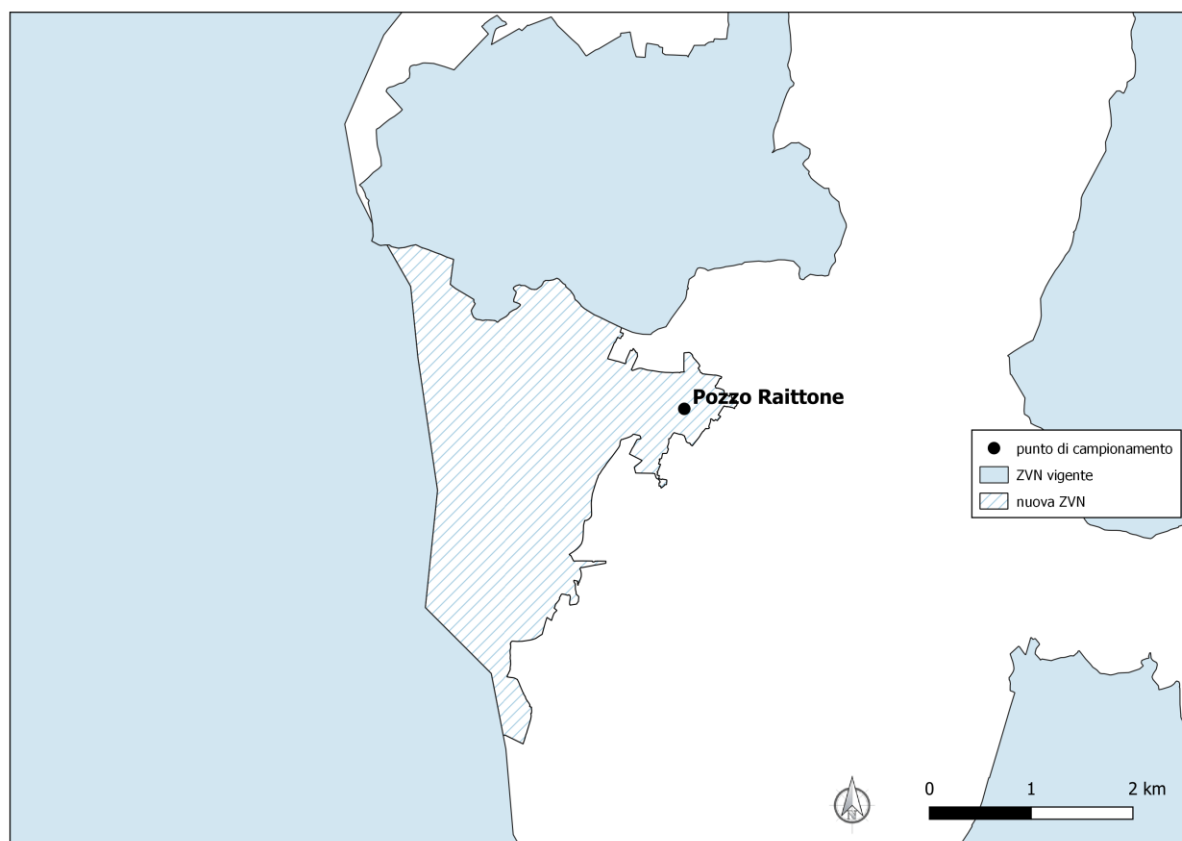 Pozzo Raittone
punto di campionamento
ZVN vigente
nuova ZVN
N
0 1 2 km